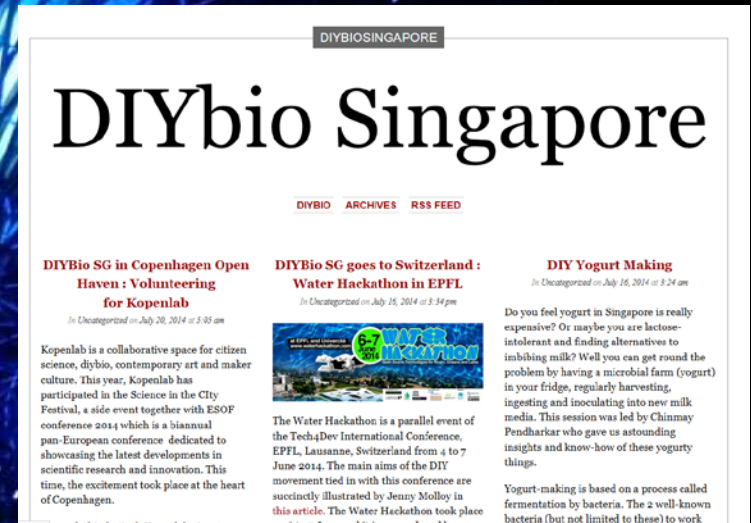 DIYBIOSINGAPORE
DIYbio Singapore
DIYBIO ARCHIVES RSS FEED
DIYBio SG in Copenhagen Open
Haven : Volunteering
for Kopenlab
In Uncategorized on July 20, 2014 at 5:05 am
Kopenlab is a collaborative space for citizen
science, diybio, contemporary art and maker
culture. This year, Kopenlab has
participated in the Science in the CIty
Festival, a side event together with ESOF
conference 2014 which is a biannual
pan-European conference dedicated to
showcasing the latest developments in
scientific research and innovation. This
time, the excitement took place at the heart
of Copenhagen.
DIYBio SG goes to Switzerland :
Water Hackathon in EPFL
In Uncategorized on July 16, 2014 at 3:34 pm
at EPFL and Université
www.waterhackathon.com
6-7
June
2014
WATER
HACKATHON
The Water Hackathon is a parallel event of
the Tech4Dev International Conference,
EPFL, Lausanne, Switzerland from 4 to 7
June 2014. The main aims of the DIY
movement tied in with this conference are
succinctly illustrated by Jenny Molloy in
this article. The Water Hackathon took place
DIY Yogurt Making
In Uncategorized on July 16, 2014 at 3:24 am
Do you feel yogurt in Singapore is really
expensive? Or maybe you are lactose-
intolerant and finding alternatives to
imbibing milk? Well you can get round the
problem by having a microbial farm (yogurt)
in your fridge, regularly harvesting,
ingesting and inoculating into new milk
media. This session was led by Chinmay
Pendharkar who gave us astounding
insights and know-how of these yogurty
things.
Yogurt-making is based on a process called
fermentation by bacteria. The 2 well-known
bacteria (but not limited to these) to work